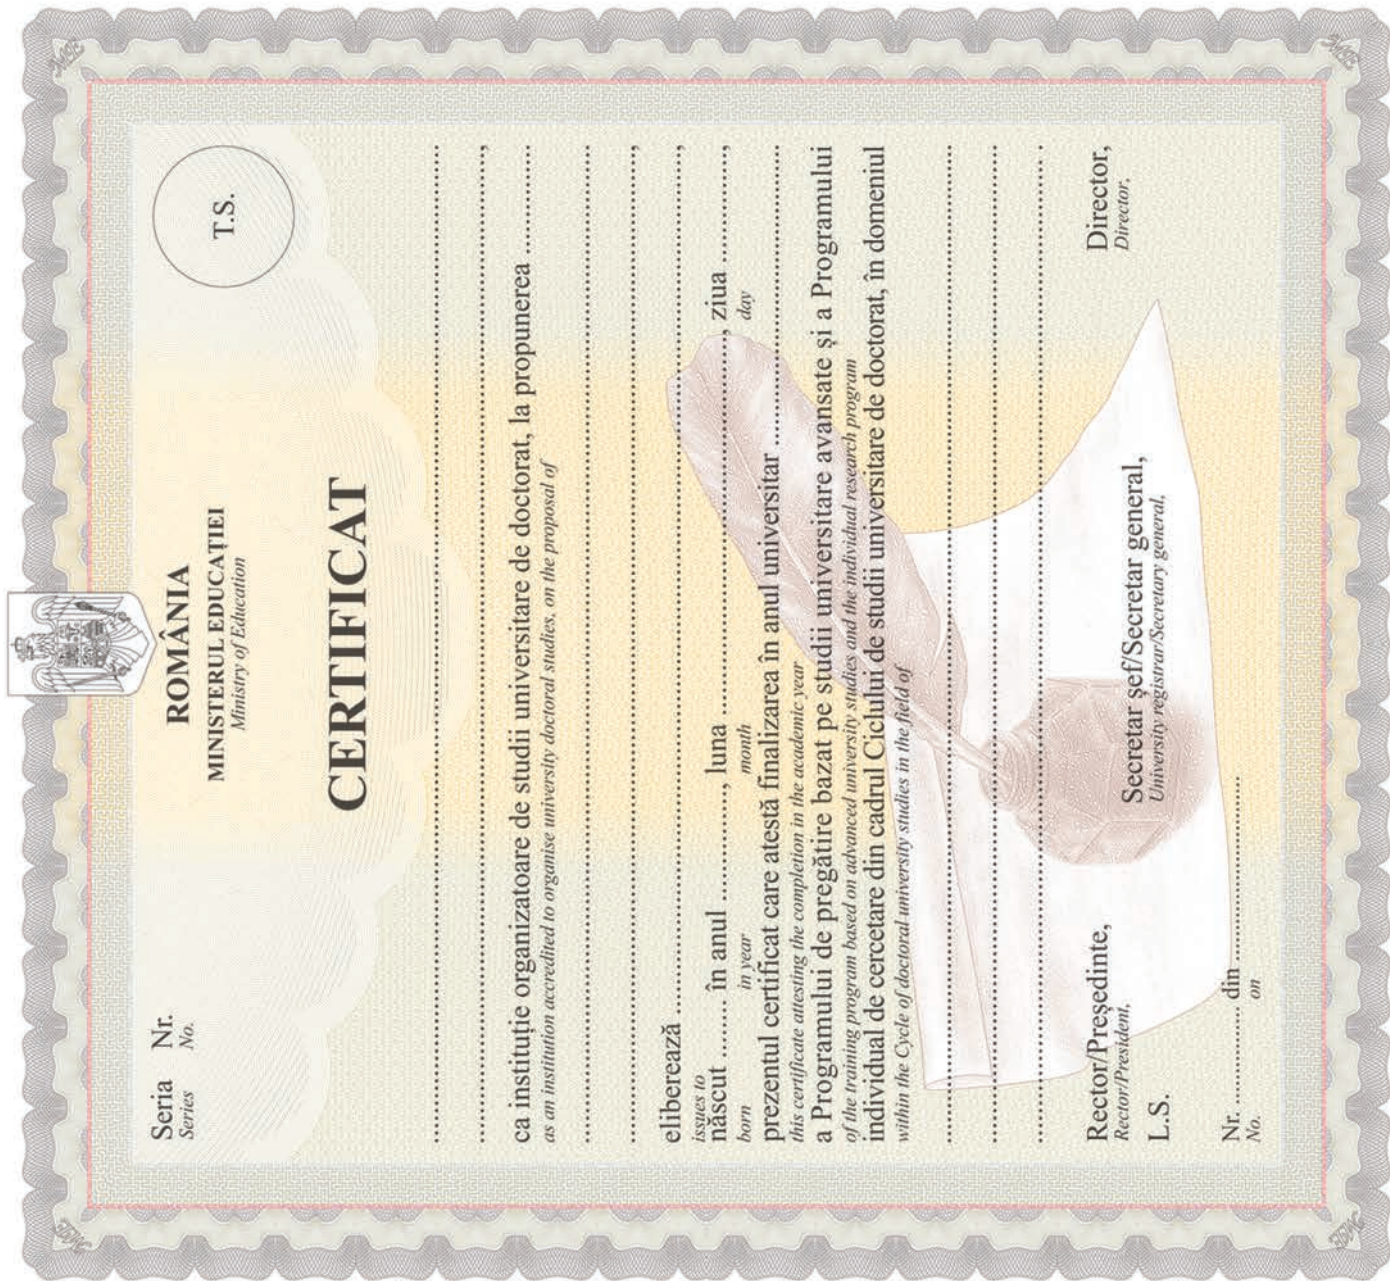 Seria Nr.
Series No.
ROMÂNIA
MINISTERUL EDUCAȚIEI
Ministry of Education
T.S.
CERTIFICAT
........................................................................................................
.......................................................................................................,
ca instituție organizatoare de studii universitare de doctorat, la propunerea ................
as an institution accredited to organise university doctoral studies, on the proposal of
........................................................................................................
.......................................................................................................,
eliberează .......................................................................................,
issues to
născut ........ în anul ................, luna ................................................, ziua ................,
born in year month day
prezentul certificat care atestă finalizarea în anul universitar ................................
this certificate attesting the completion in the academic year
a Programului de pregătire bazat pe studii universitare avansate și a Programului
of the training program based on advanced university studies and the individual research program
individual de cercetare din cadrul Ciclului de studii universitare de doctorat, în domeniul
within the Cycle of doctoral university studies in the field of
........................................................................................................
........................................................................................................
....................................................................................................... .
Rector/Președinte, Secretar șef/Secretar general, Director,
Rector/President, University registrar/Secretary general, Director,
L.S.
Nr. ................ din ................................
No. on